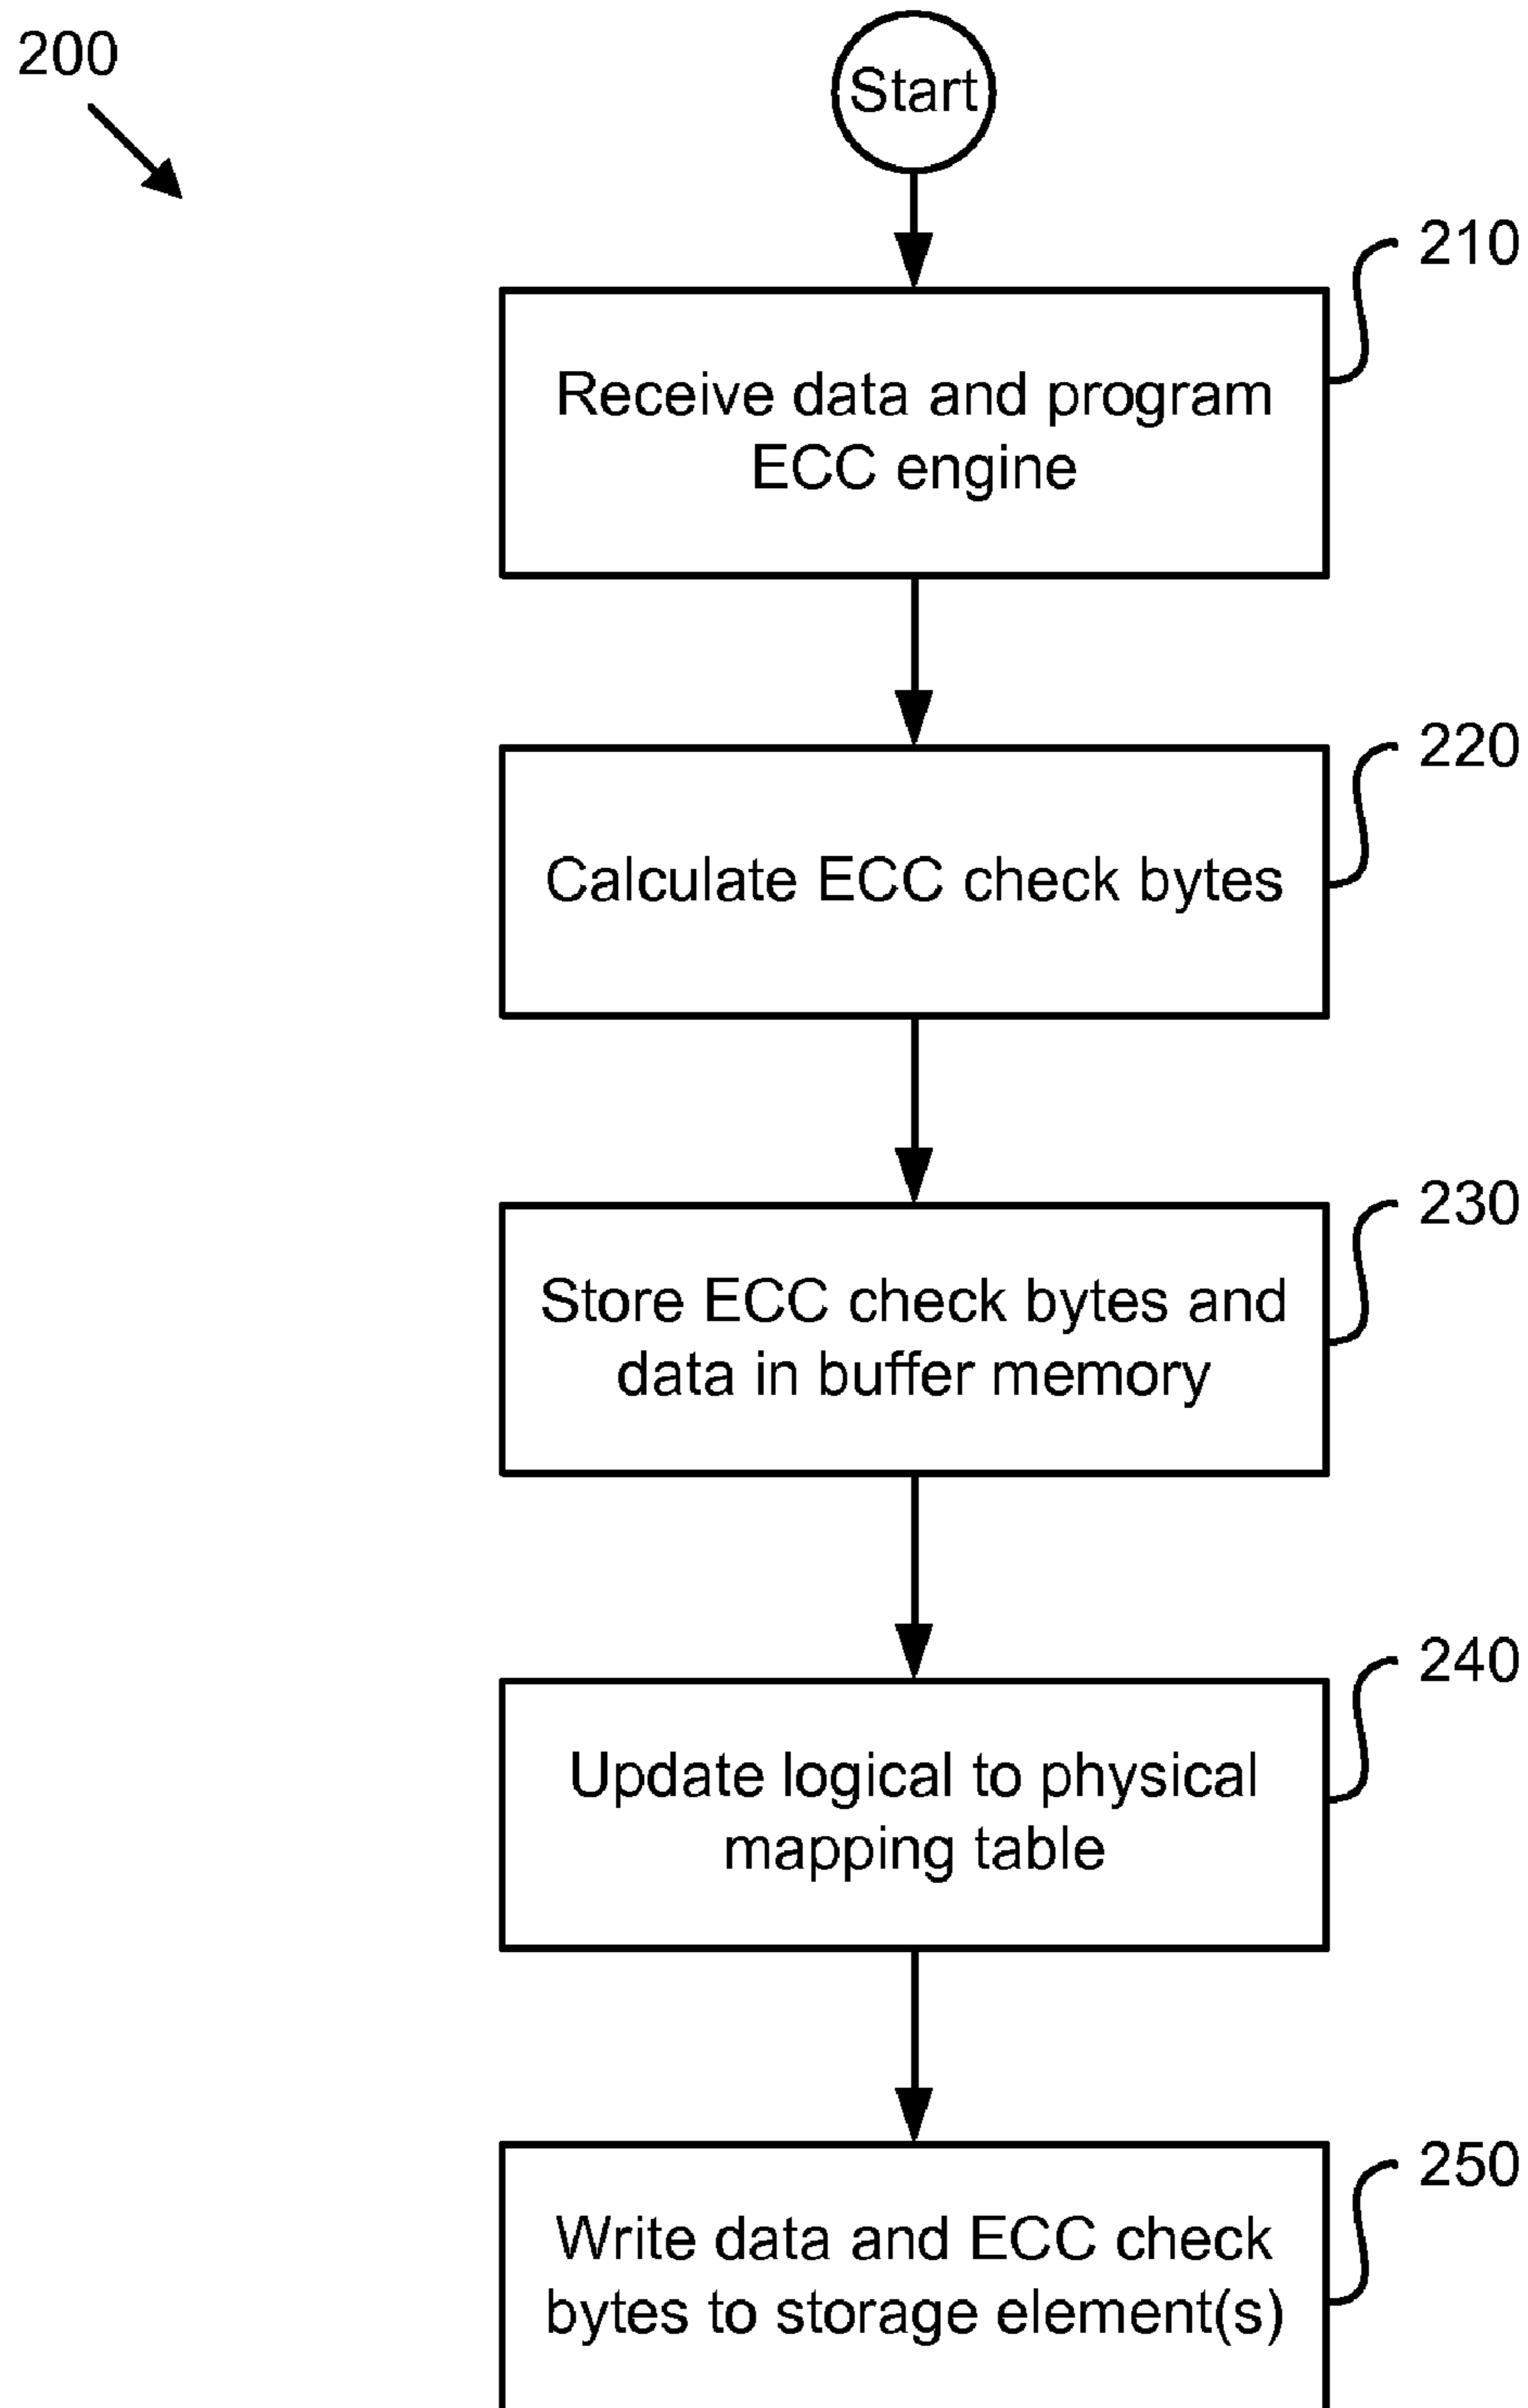 200
Start
210
Receive data and program
ECC engine
220
Calculate ECC check bytes
230
Store ECC check bytes and
data in buffer memory
240
Update logical to physical
mapping table
250
Write data and ECC check
bytes to storage element(s)